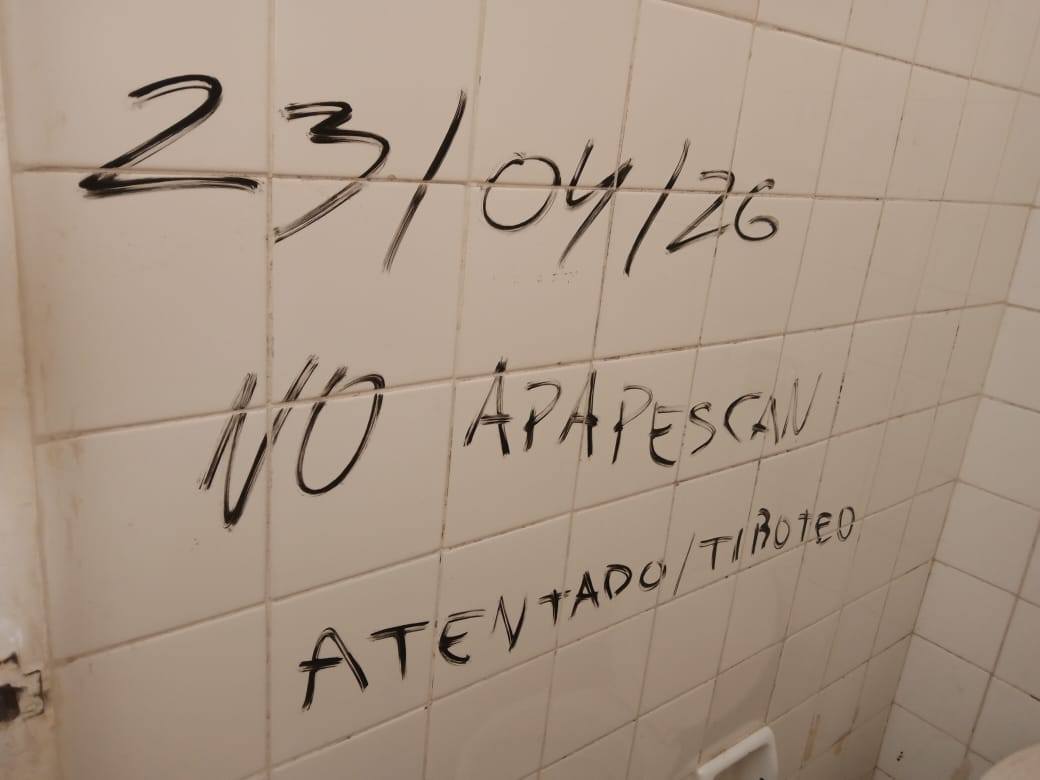 23/04/26
NO APAPESCAN
ATENTADO/TIROTEO